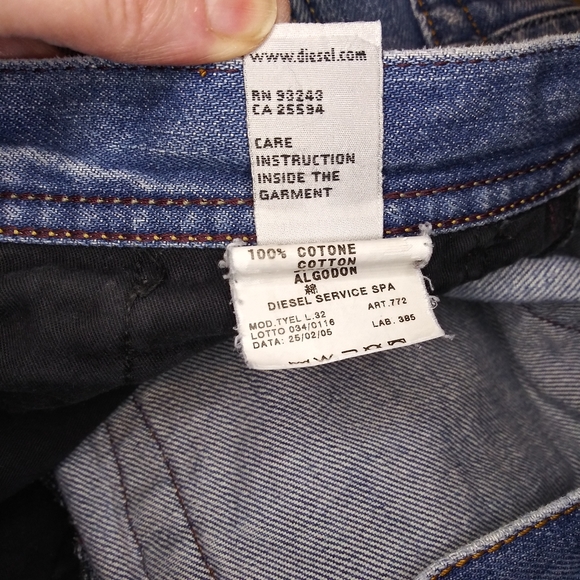 www.diesel.com
RN 93243
CA 25594
CARE
INSTRUCTION
INSIDE THE
GARMENT
100% COTONE
COTTON
ALGODON
綿
DIESEL SERVICE SPA
MOD.TYEL L.32 ART.772
LOTTO 034/0116 LAB. 385
DATA: 25/02/05